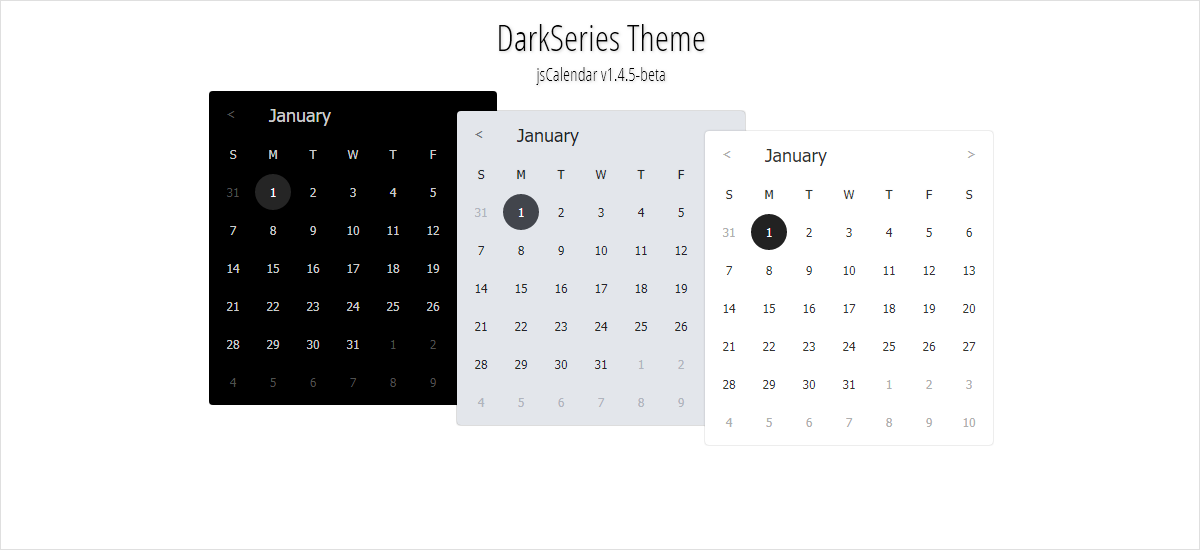 DarkSeries Theme
jsCalendar v1.4.5-beta
< January
S M T W T F
31 1 2 3 4 5
7 8 9 10 11 12
14 15 16 17 18 19
21 22 23 24 25 26
28 29 30 31 1 2
4 5 6 7 8 9
< January
S M T W T F
31 1 2 3 4 5
7 8 9 10 11 12
14 15 16 17 18 19
21 22 23 24 25 26
28 29 30 31 1 2
4 5 6 7 8 9
< January >
S M T W T F S
31 1 2 3 4 5 6
7 8 9 10 11 12 13
14 15 16 17 18 19 20
21 22 23 24 25 26 27
28 29 30 31 1 2 3
4 5 6 7 8 9 10